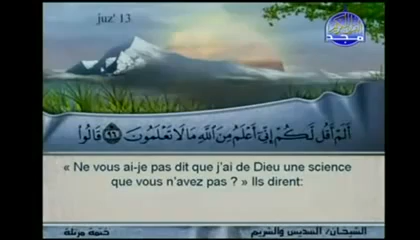 juz' 13
مجد
أَلَمْ أَقُل لَّكُمْ إِنِّي أَعْلَمُ مِنَ اللَّهِ مَا لَا تَعْلَمُونَ ٩٦ قَالُوا
« Ne vous ai-je pas dit que j'ai de Dieu une science
que vous n'avez pas ? » Ils dirent:
الشيخان/ السديس والشريم
ختمة مرتلة